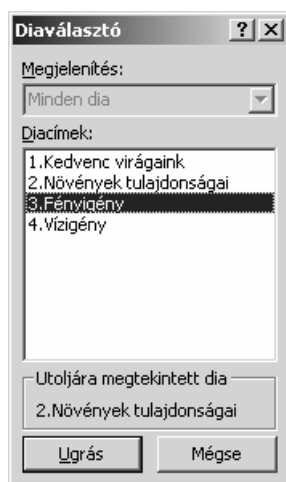 Diaválasztó
Megjelenítés:
Minden dia
Diacímek:
1.Kedvenc virágaink
2.Növények tulajdonságai
3.Fényigény
4.Vízigény
Utoljára megtekintett dia
2.Növények tulajdonságai
Ugrás Mégse